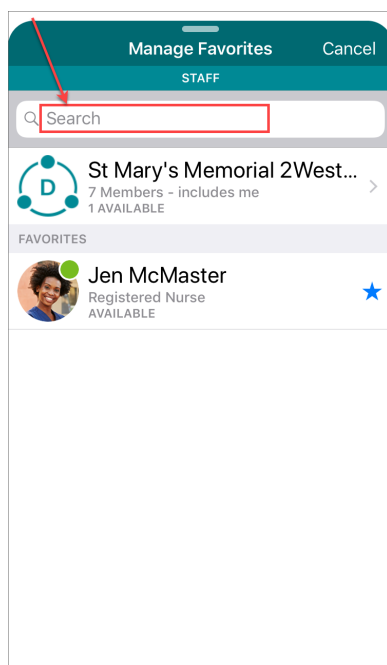 Manage Favorites Cancel
STAFF
Search
D
St Mary's Memorial 2West...
7 Members - includes me
1 AVAILABLE
FAVORITES
Jen McMaster
Registered Nurse
AVAILABLE